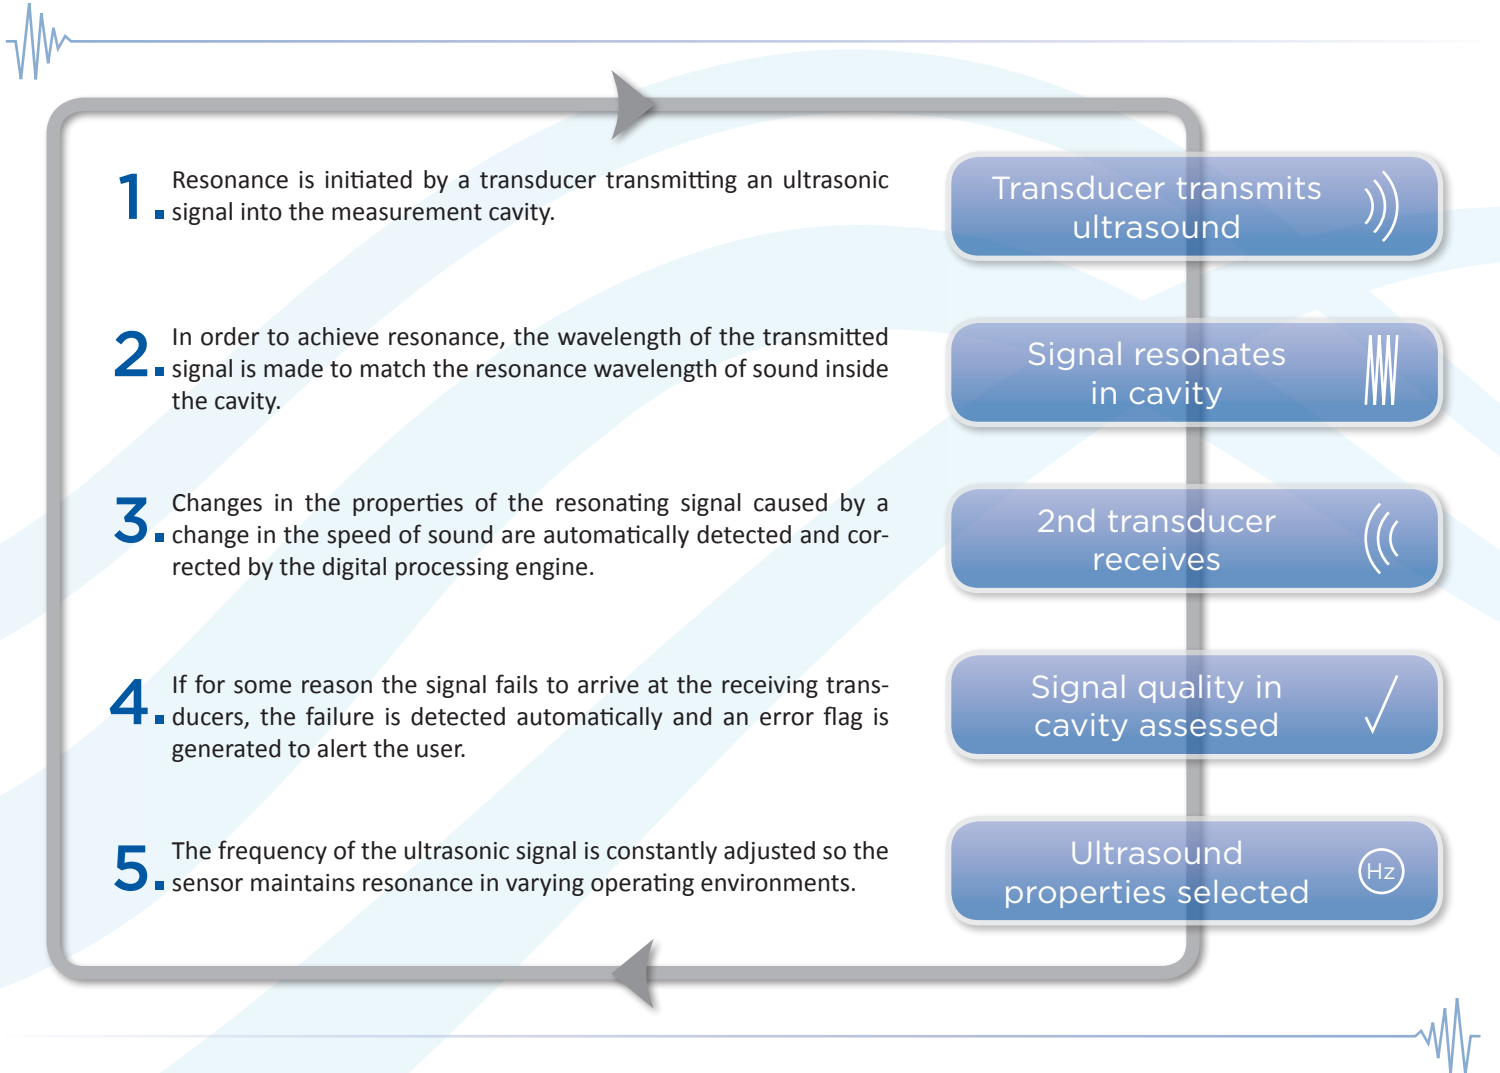 1. Resonance is initiated by a transducer transmitting an ultrasonic
signal into the measurement cavity.
Transducer transmits
ultrasound
2. In order to achieve resonance, the wavelength of the transmitted
signal is made to match the resonance wavelength of sound inside
the cavity.
Signal resonates
in cavity
3. Changes in the properties of the resonating signal caused by a
change in the speed of sound are automatically detected and cor-
rected by the digital processing engine.
2nd transducer
receives
4. If for some reason the signal fails to arrive at the receiving trans-
ducers, the failure is detected automatically and an error flag is
generated to alert the user.
Signal quality in
cavity assessed
5. The frequency of the ultrasonic signal is constantly adjusted so the
sensor maintains resonance in varying operating environments.
Ultrasound
properties selected
Hz